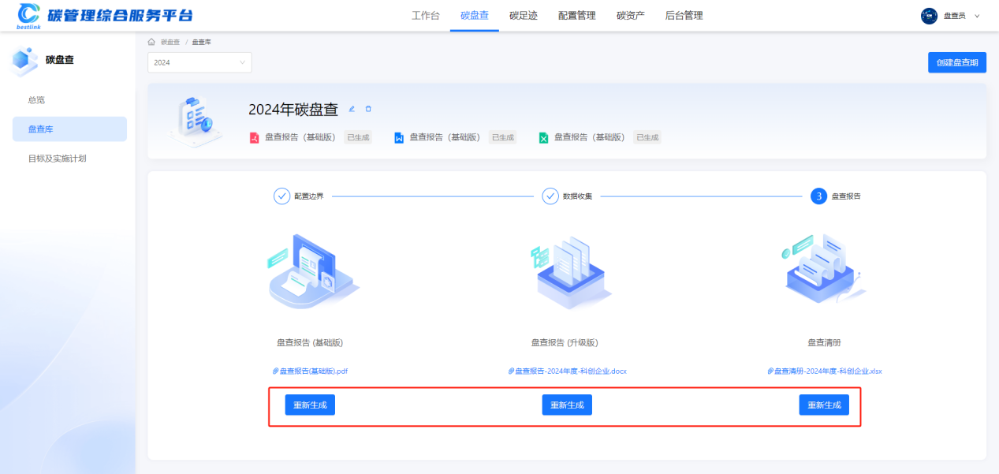 碳管理综合服务平台
bestlink
工作台 碳盘查 碳足迹 配置管理 碳资产 后台管理
盘查员
碳盘查 / 盘查库
碳盘查
2024
创建盘查期
总览
盘查库
目标及实施计划
2024年碳盘查
盘查报告（基础版） 已生成 盘查报告（基础版） 已生成 盘查报告（基础版） 已生成
配置边界 数据收集 3 盘查报告
盘查报告 (基础版) 盘查报告 (升级版) 盘查清册
盘查报告(基础版).pdf 盘查报告-2024年度-科创企业.docx 盘查清册-2024年度-科创企业.xlsx
重新生成 重新生成 重新生成